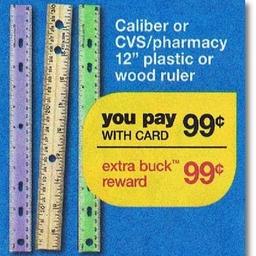 Caliber or
CVS/pharmacy
12" plastic or
wood ruler
you pay 99¢
WITH CARD
extra buck™ 99¢
reward